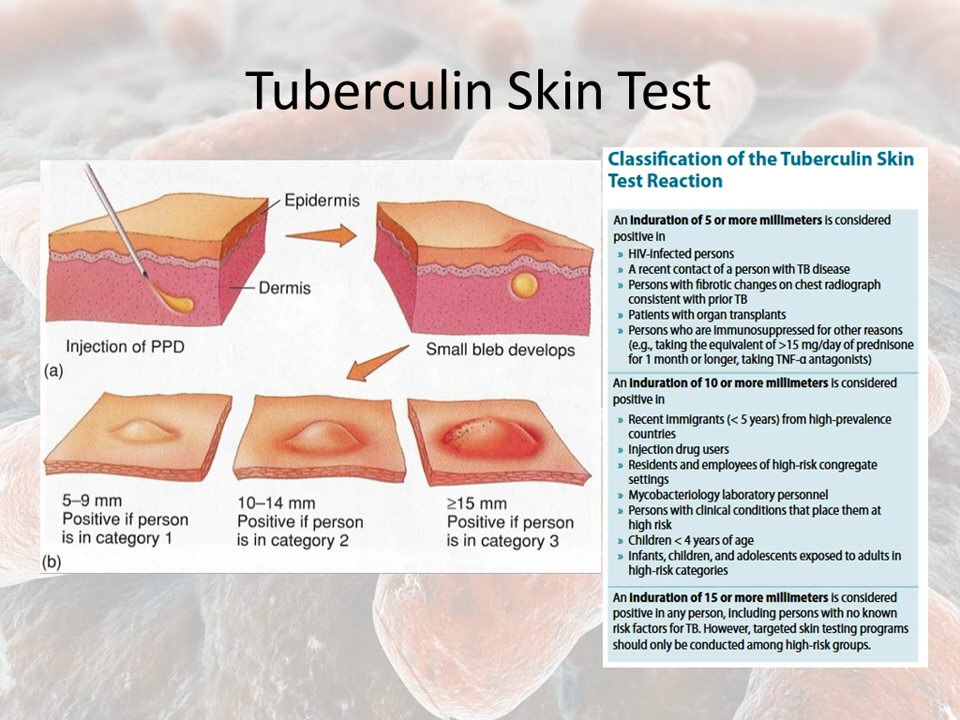 Tuberculin Skin Test
Epidermis
Dermis
Injection of PPD
Small bleb develops
(a)
5–9 mm
Positive if person
is in category 1
10–14 mm
Positive if person
is in category 2
≥15 mm
Positive if person
is in category 3
(b)
Classification of the Tuberculin Skin
Test Reaction
An induration of 5 or more millimeters is considered
positive in
» HIV-infected persons
» A recent contact of a person with TB disease
» Persons with fibrotic changes on chest radiograph
consistent with prior TB
» Patients with organ transplants
» Persons who are immunosuppressed for other reasons
(e.g., taking the equivalent of >15 mg/day of prednisone
for 1 month or longer, taking TNF-α antagonists)
An induration of 10 or more millimeters is considered
positive in
» Recent immigrants (< 5 years) from high-prevalence
countries
» Injection drug users
» Residents and employees of high-risk congregate
settings
» Mycobacteriology laboratory personnel
» Persons with clinical conditions that place them at
high risk
» Children < 4 years of age
» Infants, children, and adolescents exposed to adults in
high-risk categories
An induration of 15 or more millimeters is considered
positive in any person, including persons with no known
risk factors for TB. However, targeted skin testing programs
should only be conducted among high-risk groups.